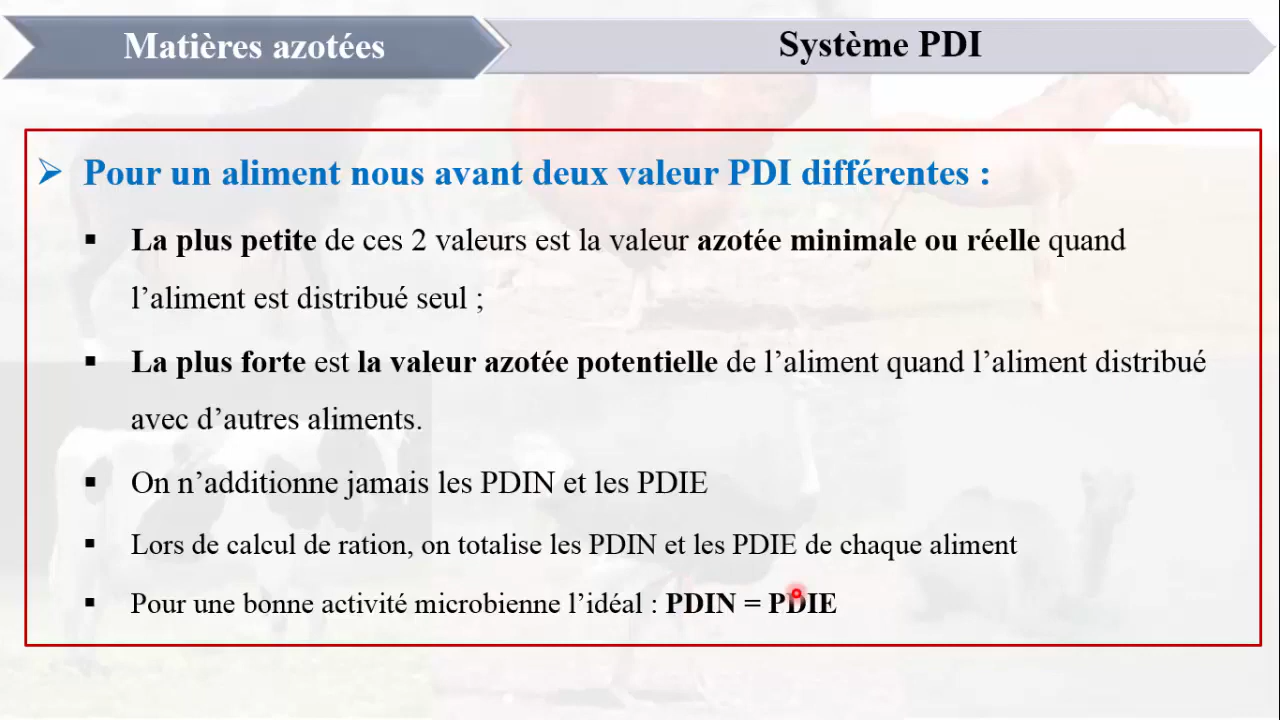 Matières azotées
Système PDI
Pour un aliment nous avant deux valeur PDI différentes :
La plus petite de ces 2 valeurs est la valeur azotée minimale ou réelle quand
l’aliment est distribué seul ;
La plus forte est la valeur azotée potentielle de l’aliment quand l’aliment distribué
avec d’autres aliments.
On n’additionne jamais les PDIN et les PDIE
Lors de calcul de ration, on totalise les PDIN et les PDIE de chaque aliment
Pour une bonne activité microbienne l’idéal : PDIN = PDIE